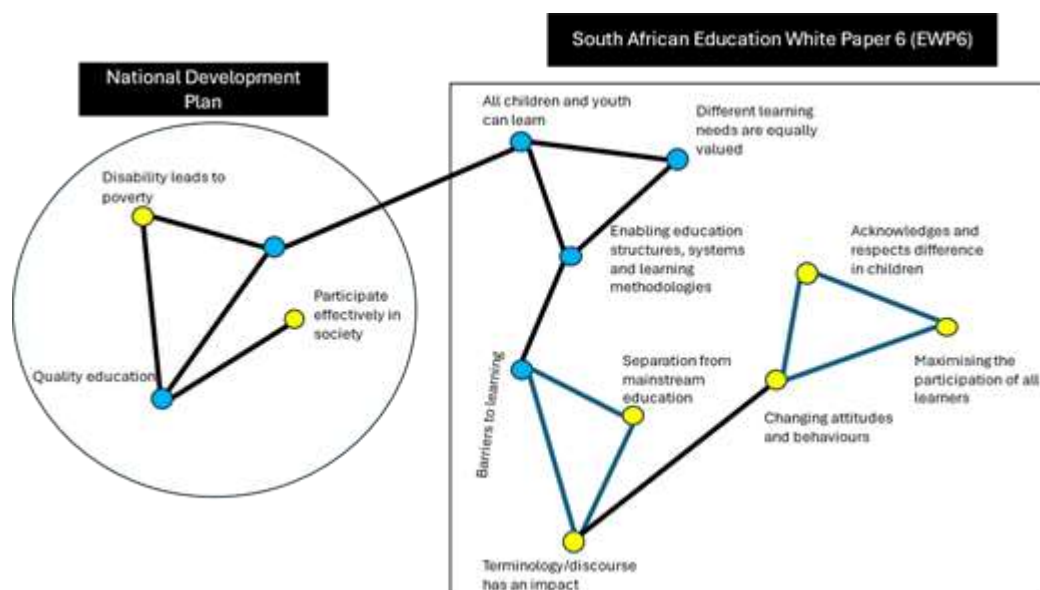 South African Education White Paper 6 (EWP6)
National Development
Plan
All children and youth
can learn
Different learning
needs are equally
valued
Disability leads to
poverty
Enabling education
structures, systems
and learning
methodologies
Acknowledges and
respects difference
in children
Participate
effectively in
society
Quality education
Barriers to learning
Separation from
mainstream
education
Maximising the
participation of all
learners
Changing attitudes
and behaviours
Terminology/discourse
has an impact